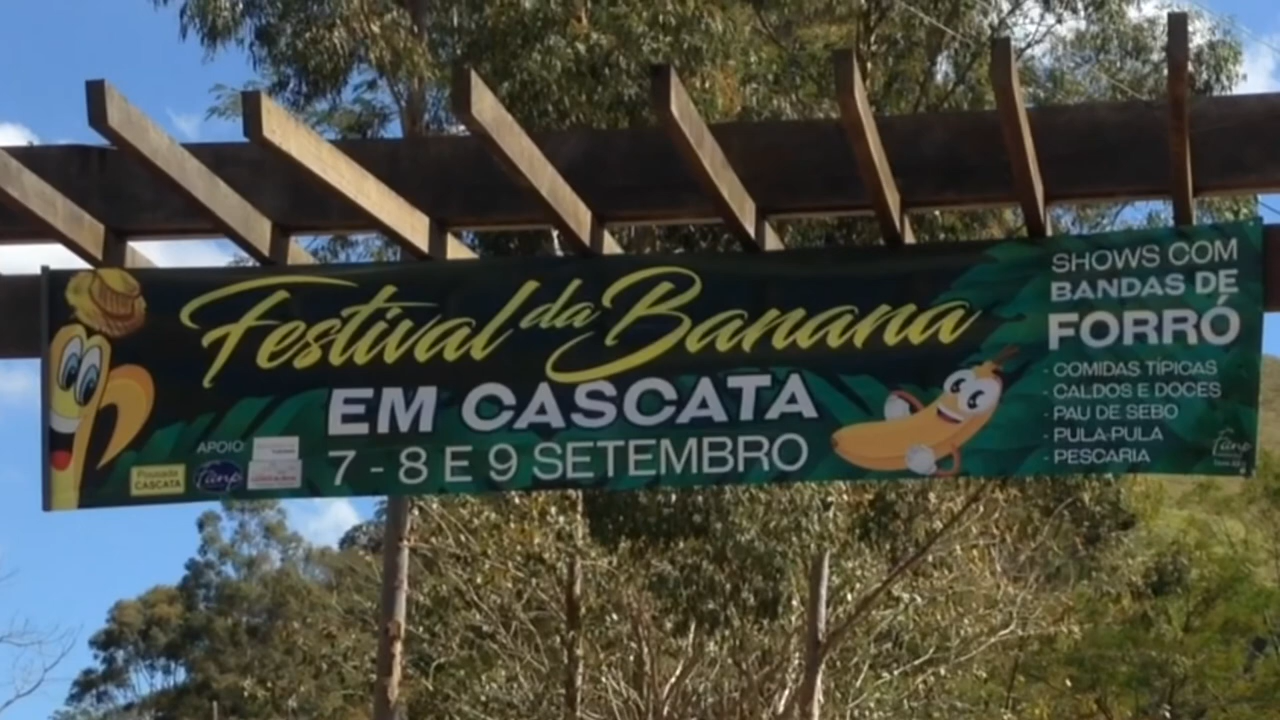 Festival da Banana
EM CASCATA
7 - 8 E 9 SETEMBRO
APOIO
Pousada
CASCATA
SHOWS COM
BANDAS DE
FORRÓ
- COMIDAS TÍPICAS
- CALDOS E DOCES
- PAU DE SEBO
- PULA-PULA
- PESCARIA